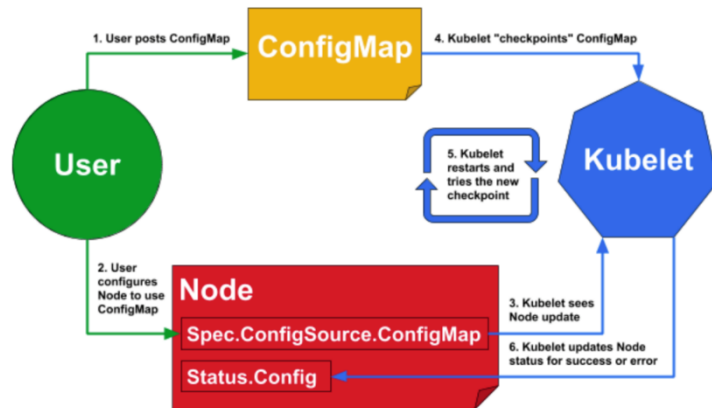 1. User posts ConfigMap
ConfigMap
4. Kubelet "checkpoints" ConfigMap
User
5. Kubelet
restarts and
tries the new
checkpoint
Kubelet
2. User
configures
Node to use
ConfigMap
Node
Spec.ConfigSource.ConfigMap
Status.Config
3. Kubelet sees
Node update
6. Kubelet updates Node
status for success or error